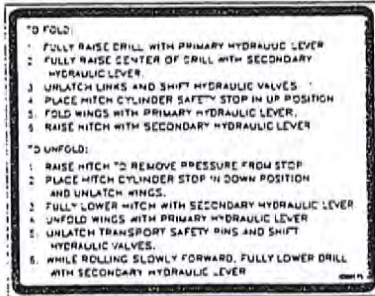 TO FOLD:
1. FULLY RAISE DRILL WITH PRIMARY HYDRAULIC LEVER
2. FULLY RAISE CENTER OF DRILL WITH SECONDARY
HYDRAULIC LEVER.
3. UNLATCH LINKS AND SHIFT HYDRAULIC VALVES
4. PLACE HITCH CYLINDER SAFETY STOP IN UP POSITION
5. FOLD WINGS WITH PRIMARY HYDRAULIC LEVER.
6. RAISE HITCH WITH SECONDARY HYDRAULIC LEVER
TO UNFOLD:
1. RAISE HITCH TO REMOVE PRESSURE FROM STOP
2. PLACE HITCH CYLINDER STOP IN DOWN POSITION
AND UNLATCH WINGS.
3. FULLY LOWER HITCH WITH SECONDARY HYDRAULIC LEVER
4. UNFOLD WINGS WITH PRIMARY HYDRAULIC LEVER
5. UNLATCH TRANSPORT SAFETY PINS AND SHIFT
HYDRAULIC VALVES.
6. WHILE ROLLING SLOWLY FORWARD, FULLY LOWER DRILL
WITH SECONDARY HYDRAULIC LEVER